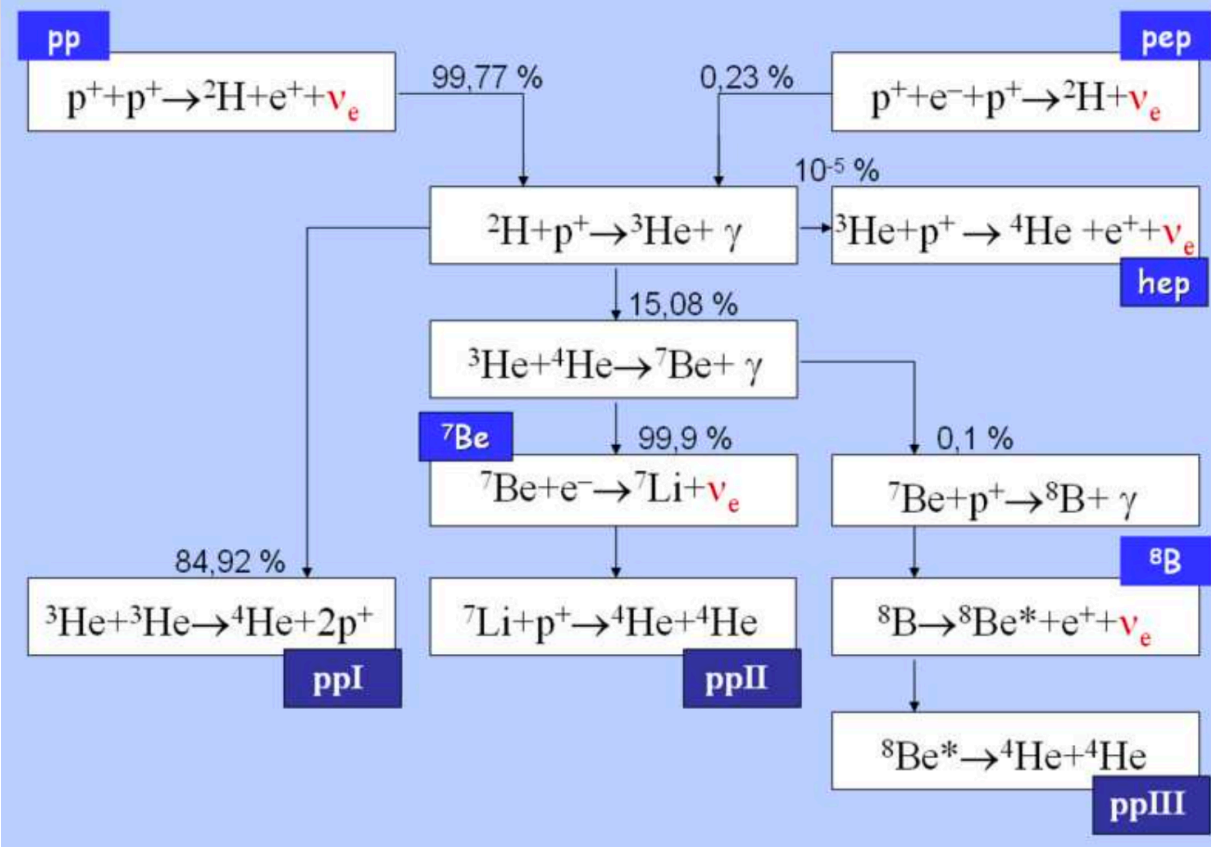 pp
pep
p⁺+p⁺→²H+e⁺+νₑ
99,77 %
0,23 %
p⁺+e⁻+p⁺→²H+νₑ
10⁻⁵ %
²H+p⁺→³He+ γ
³He+p⁺ → ⁴He +e⁺+νₑ
hep
15,08 %
³He+⁴He→⁷Be+ γ
⁷Be
99,9 %
0,1 %
⁷Be+e⁻→⁷Li+νₑ
⁷Be+p⁺→⁸B+ γ
84,92 %
⁸B
³He+³He→⁴He+2p⁺
⁷Li+p⁺→⁴He+⁴He
⁸B→⁸Be*+e⁺+νₑ
ppI
ppII
⁸Be*→⁴He+⁴He
ppIII